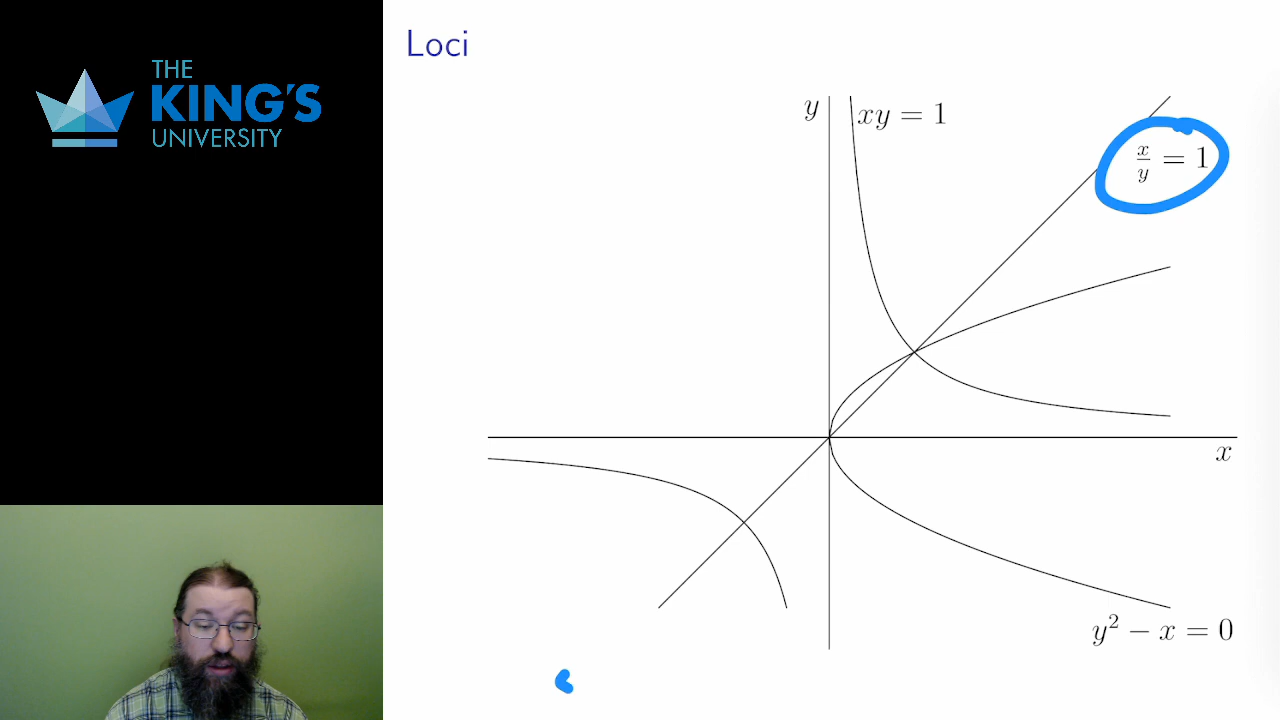 THE
KING'S
UNIVERSITY
Loci
y
xy = 1
x/y = 1
x
y² − x = 0